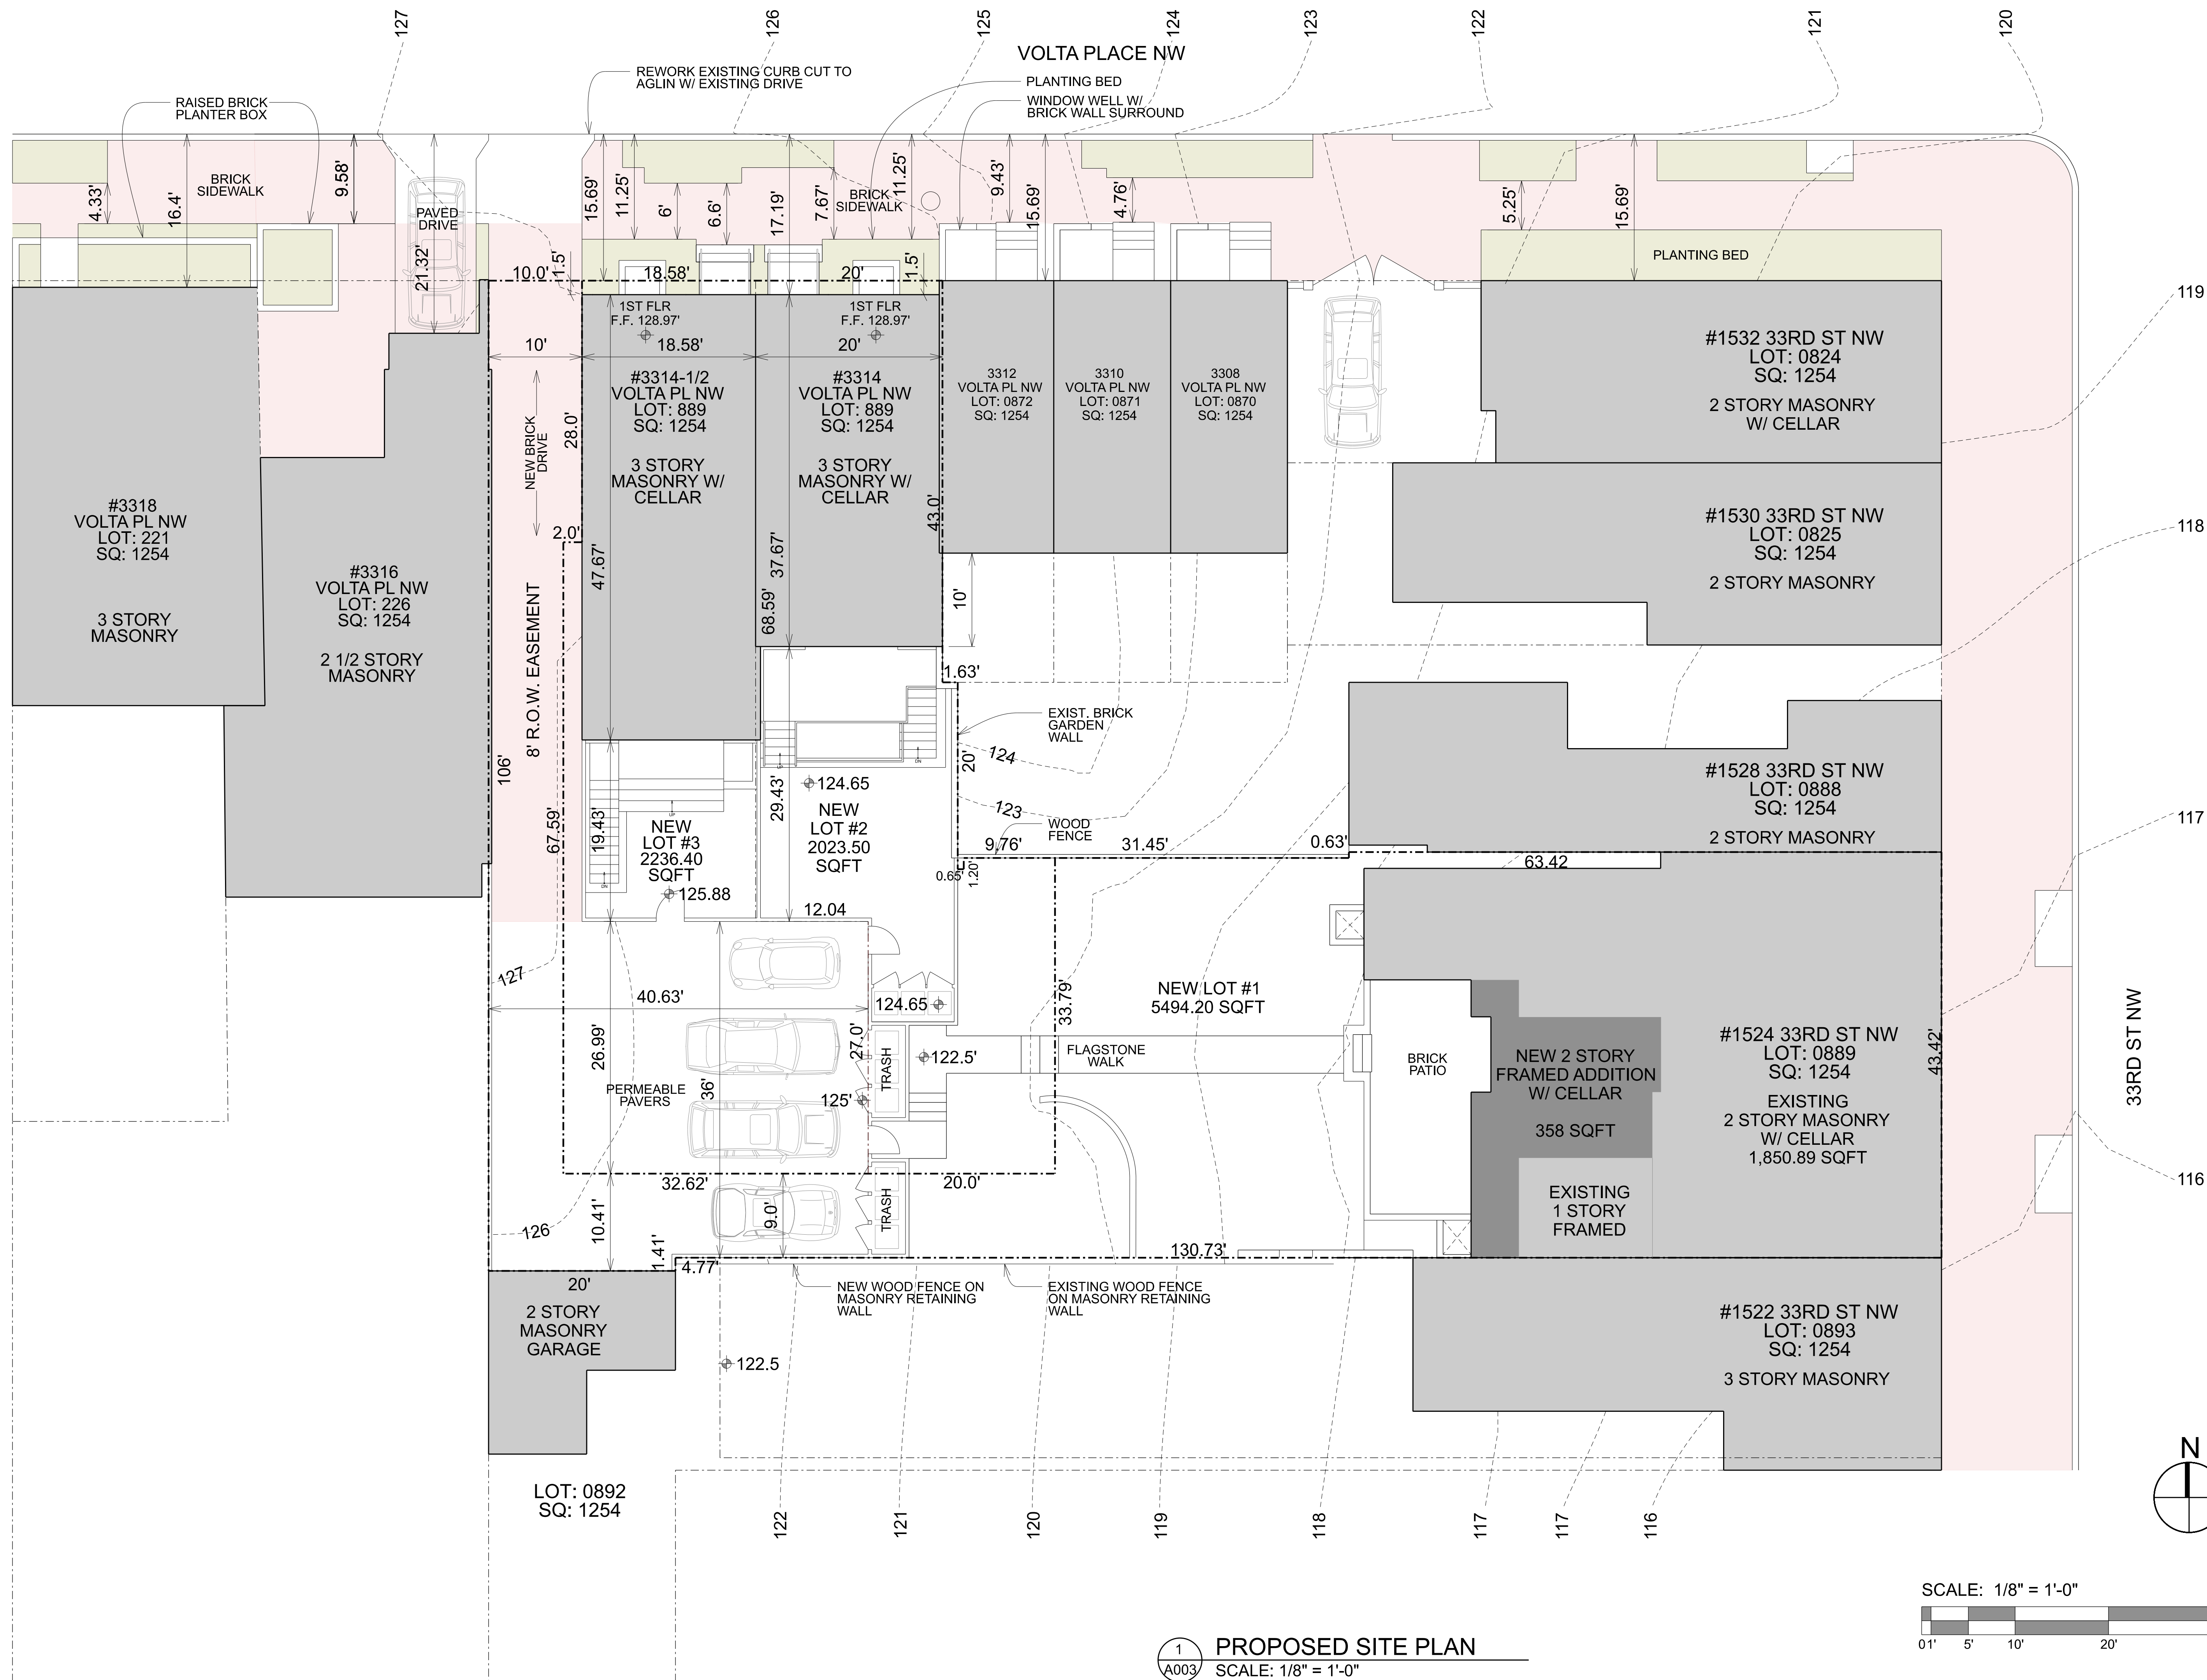 127
126
125
124
123
122
121
120
VOLTA PLACE NW
REWORK EXISTING CURB CUT TO
AGLIN W/ EXISTING DRIVE
PLANTING BED
WINDOW WELL W/
BRICK WALL SURROUND
RAISED BRICK
PLANTER BOX
BRICK
SIDEWALK
4.33'
16.4'
9.58'
PAVED
DRIVE
21.32'
15.69'
11.25'
6'
6.6'
17.19'
7.67'
BRICK
SIDEWALK
11.25'
9.43'
15.69'
4.76'
5.25'
15.69'
PLANTING BED
10.0'
1.5'
18.58'
20'
1.5'
119
1ST FLR
F.F. 128.97'
1ST FLR
F.F. 128.97'
10'
18.58'
20'
#3314-1/2
VOLTA PL NW
LOT: 889
SQ: 1254
3 STORY
MASONRY W/
CELLAR
#3314
VOLTA PL NW
LOT: 889
SQ: 1254
3 STORY
MASONRY W/
CELLAR
3312
VOLTA PL NW
LOT: 0872
SQ: 1254
3310
VOLTA PL NW
LOT: 0871
SQ: 1254
3308
VOLTA PL NW
LOT: 0870
SQ: 1254
#1532 33RD ST NW
LOT: 0824
SQ: 1254
2 STORY MASONRY
W/ CELLAR
NEW BRICK
DRIVE
28.0'
2.0'
47.67'
37.67'
68.59'
43.0'
10'
#3318
VOLTA PL NW
LOT: 221
SQ: 1254
3 STORY
MASONRY
#3316
VOLTA PL NW
LOT: 226
SQ: 1254
2 1/2 STORY
MASONRY
8' R.O.W. EASEMENT
#1530 33RD ST NW
LOT: 0825
SQ: 1254
2 STORY MASONRY
118
1.63'
EXIST. BRICK
GARDEN
WALL
20'
124
123
106'
67.59'
19.43'
29.43'
UP
DN
124.65
NEW
LOT #2
2023.50
SQFT
UP
NEW
LOT #3
2236.40
SQFT
DN
125.88
12.04
WOOD
FENCE
9.76'
31.45'
0.63'
0.65'
1.20'
#1528 33RD ST NW
LOT: 0888
SQ: 1254
2 STORY MASONRY
117
63.42
127
40.63'
124.65
33.79'
NEW LOT #1
5494.20 SQFT
26.99'
PERMEABLE
PAVERS
36'
27.0'
TRASH
122.5'
FLAGSTONE
WALK
125'
BRICK
PATIO
NEW 2 STORY
FRAMED ADDITION
W/ CELLAR
358 SQFT
#1524 33RD ST NW
LOT: 0889
SQ: 1254
EXISTING
2 STORY MASONRY
W/ CELLAR
1,850.89 SQFT
43.42'
33RD ST NW
116
32.62'
20.0'
EXISTING
1 STORY
FRAMED
126
10.41'
1.41'
9.0'
TRASH
130.73'
4.77'
20'
2 STORY
MASONRY
GARAGE
NEW WOOD FENCE ON
MASONRY RETAINING
WALL
EXISTING WOOD FENCE
ON MASONRY RETAINING
WALL
122.5
#1522 33RD ST NW
LOT: 0893
SQ: 1254
3 STORY MASONRY
LOT: 0892
SQ: 1254
122
121
120
119
118
117
117
116
N
SCALE: 1/8" = 1'-0"
0 1' 5' 10' 20'
1
A003
PROPOSED SITE PLAN
SCALE: 1/8" = 1'-0"